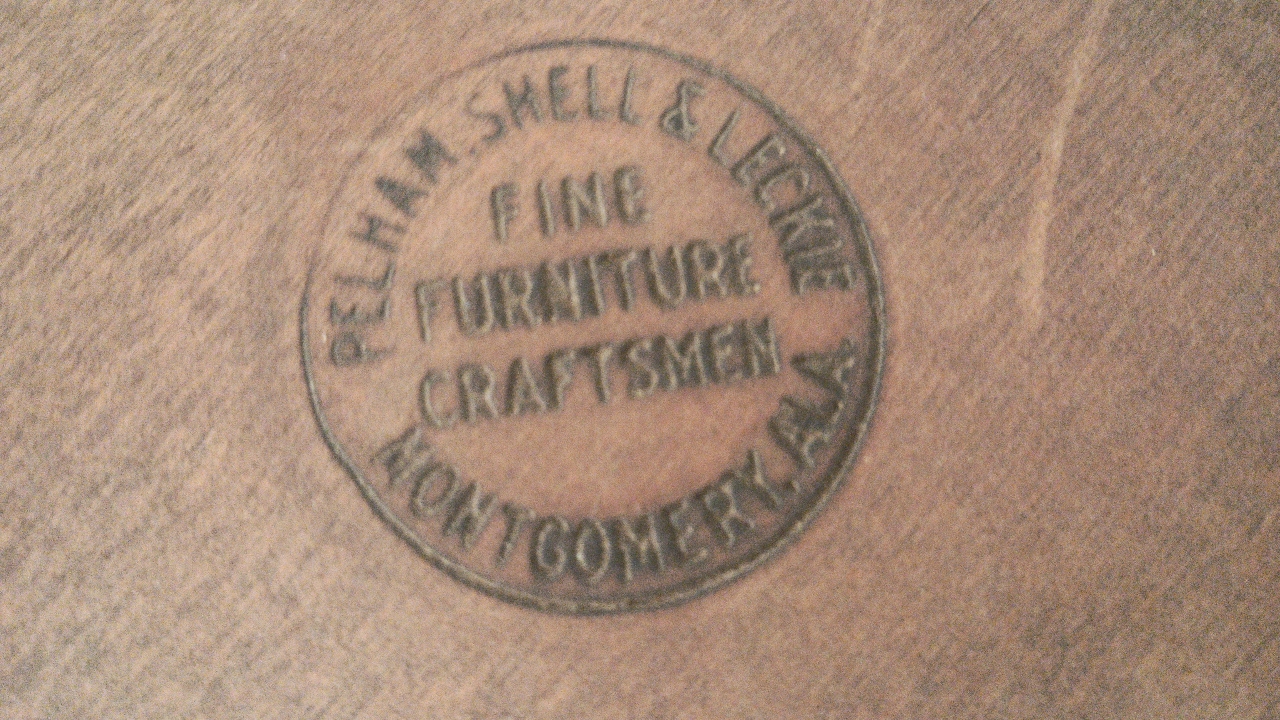 PELHAM. SHELL & LECKIE
FINE
FURNITURE
CRAFTSMEN
MONTGOMERY, ALA.